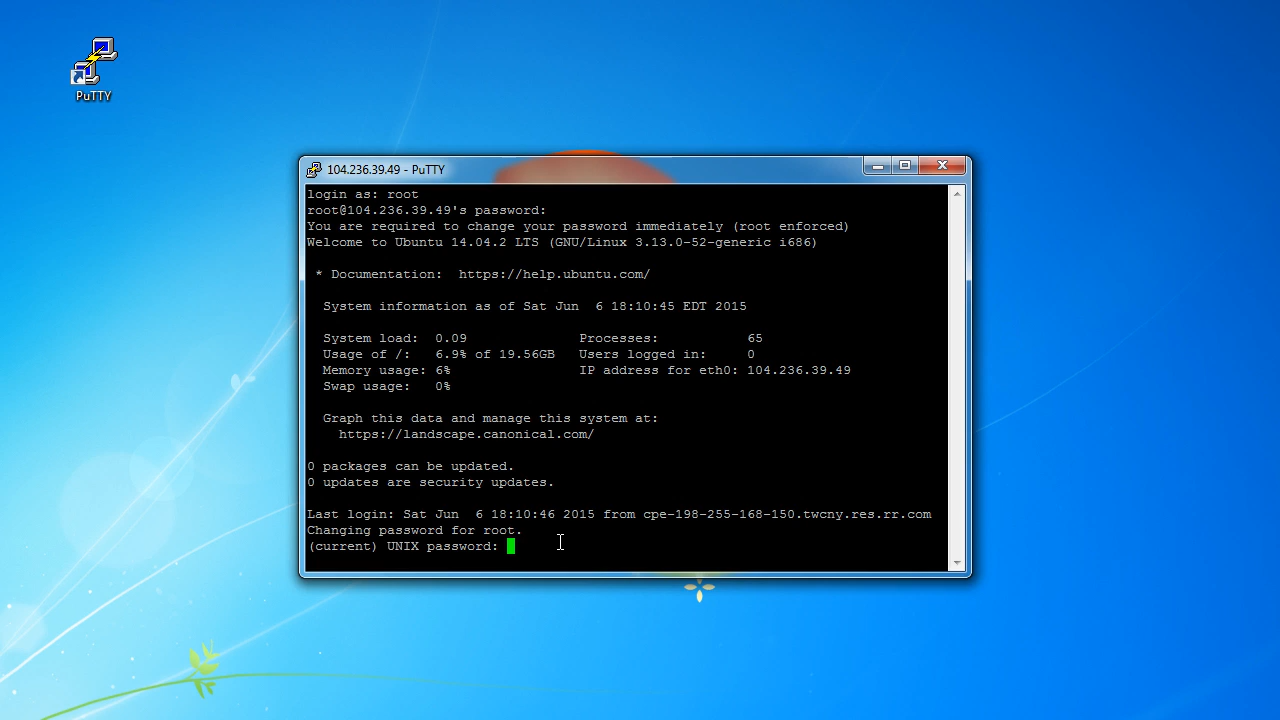 PuTTY
104.236.39.49 - PuTTY
login as: root
root@104.236.39.49's password:
You are required to change your password immediately (root enforced)
Welcome to Ubuntu 14.04.2 LTS (GNU/Linux 3.13.0-52-generic i686)
* Documentation:  https://help.ubuntu.com/
System information as of Sat Jun  6 18:10:45 EDT 2015
System load:  0.09              Processes:           65
Usage of /:   6.9% of 19.56GB   Users logged in:     0
Memory usage: 6%                IP address for eth0: 104.236.39.49
Swap usage:   0%
Graph this data and manage this system at:
https://landscape.canonical.com/
0 packages can be updated.
0 updates are security updates.
Last login: Sat Jun  6 18:10:46 2015 from cpe-198-255-168-150.twcny.res.rr.com
Changing password for root.
(current) UNIX password: